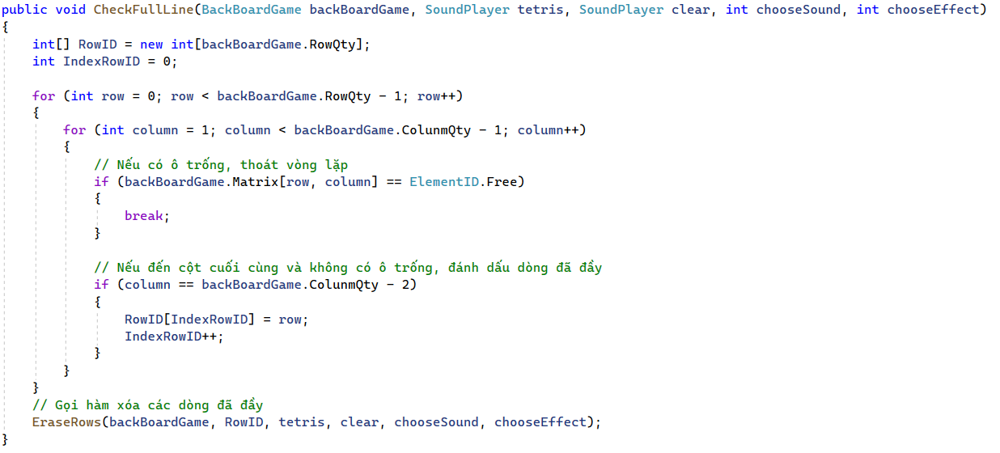 public void CheckFullLine(BackBoardGame backBoardGame, SoundPlayer tetris, SoundPlayer clear, int chooseSound, int chooseEffect)
{
    int[] RowID = new int[backBoardGame.RowQty];
    int IndexRowID = 0;

    for (int row = 0; row < backBoardGame.RowQty - 1; row++)
    {
        for (int column = 1; column < backBoardGame.ColunmQty - 1; column++)
        {
            // Nếu có ô trống, thoát vòng lặp
            if (backBoardGame.Matrix[row, column] == ElementID.Free)
            {
                break;
            }

            // Nếu đến cột cuối cùng và không có ô trống, đánh dấu dòng đã đầy
            if (column == backBoardGame.ColunmQty - 2)
            {
                RowID[IndexRowID] = row;
                IndexRowID++;
            }
        }
    }
    // Gọi hàm xóa các dòng đã đầy
    EraseRows(backBoardGame, RowID, tetris, clear, chooseSound, chooseEffect);
}